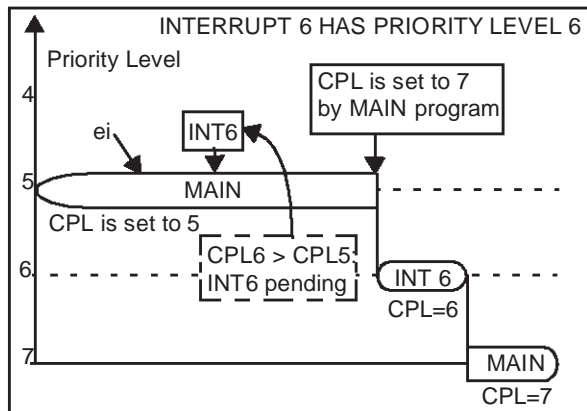 INTERRUPT 6 HAS PRIORITY LEVEL 6
Priority Level
CPL is set to 7
by MAIN program
4
ei
INT6
5
MAIN
CPL is set to 5
CPL6 > CPL5:
INT6 pending
6
INT 6
CPL=6
7
MAIN
CPL=7